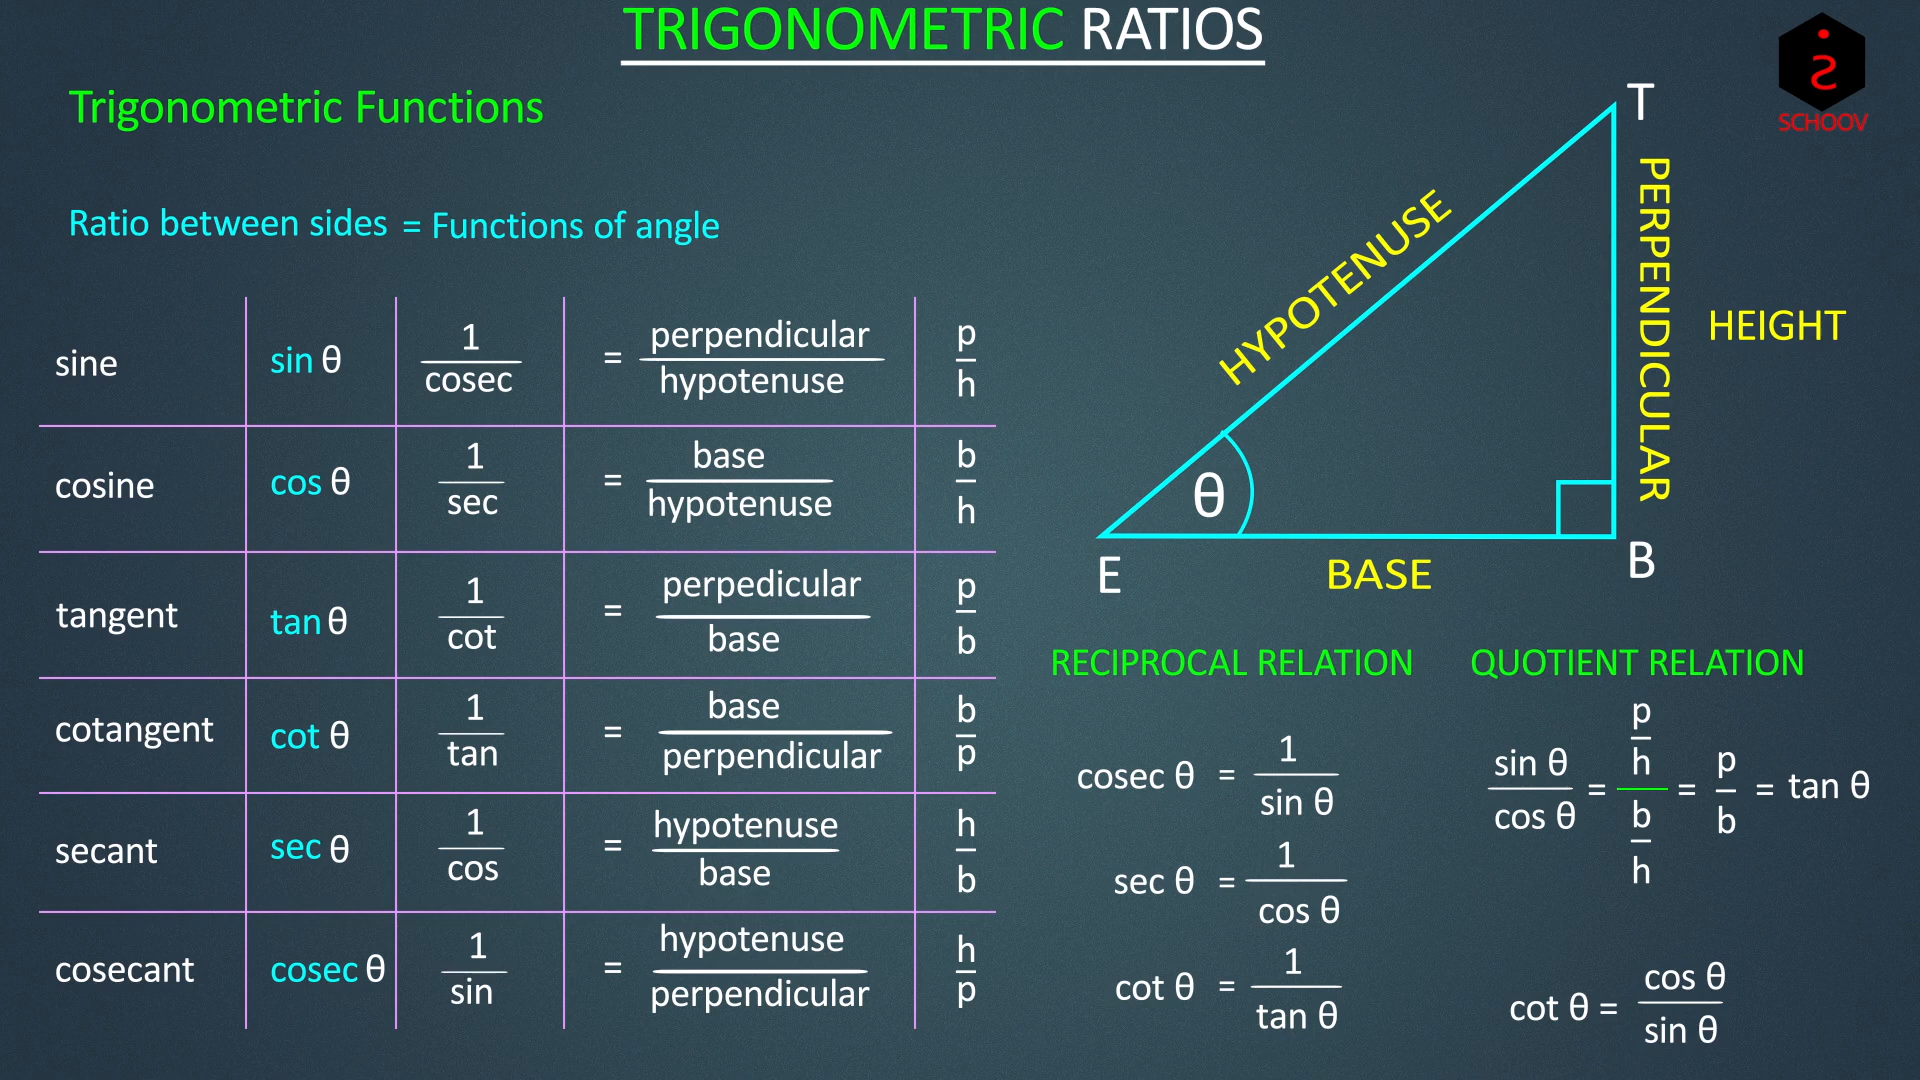 TRIGONOMETRIC RATIOS
SCHOOV
Trigonometric Functions
Ratio between sides = Functions of angle
sine sin θ 1/cosec = perpendicular/hypotenuse p/h
cosine cos θ 1/sec = base/hypotenuse b/h
tangent tan θ 1/cot = perpedicular/base p/b
cotangent cot θ 1/tan = base/perpendicular b/p
secant sec θ 1/cos = hypotenuse/base h/b
cosecant cosec θ 1/sin = hypotenuse/perpendicular h/p
T
HYPOTENUSE
PERPENDICULAR
HEIGHT
θ
E
BASE
B
RECIPROCAL RELATION
cosec θ = 1/sin θ
sec θ = 1/cos θ
cot θ = 1/tan θ
QUOTIENT RELATION
sin θ/cos θ = p/h / b/h = p/b = tan θ
cot θ = cos θ/sin θ